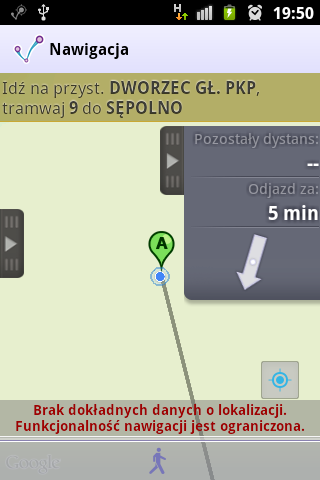 H
19:50
Nawigacja
Idź na przyst. DWORZEC GŁ. PKP,
tramwaj 9 do SĘPOLNO
Pozostały dystans:
--
Odjazd za:
5 min
A
Brak dokładnych danych o lokalizacji.
Funkcjonalność nawigacji jest ograniczona.
Google